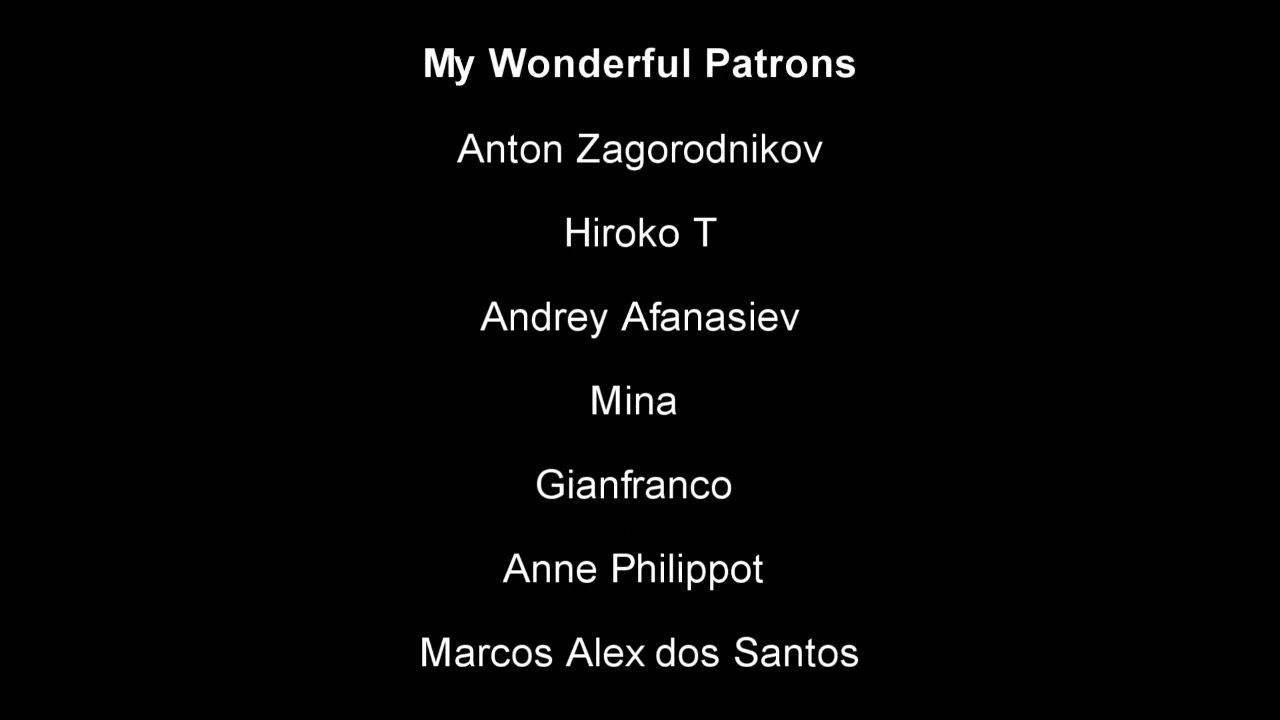 My Wonderful Patrons
Anton Zagorodnikov
Hiroko T
Andrey Afanasiev
Mina
Gianfranco
Anne Philippot
Marcos Alex dos Santos